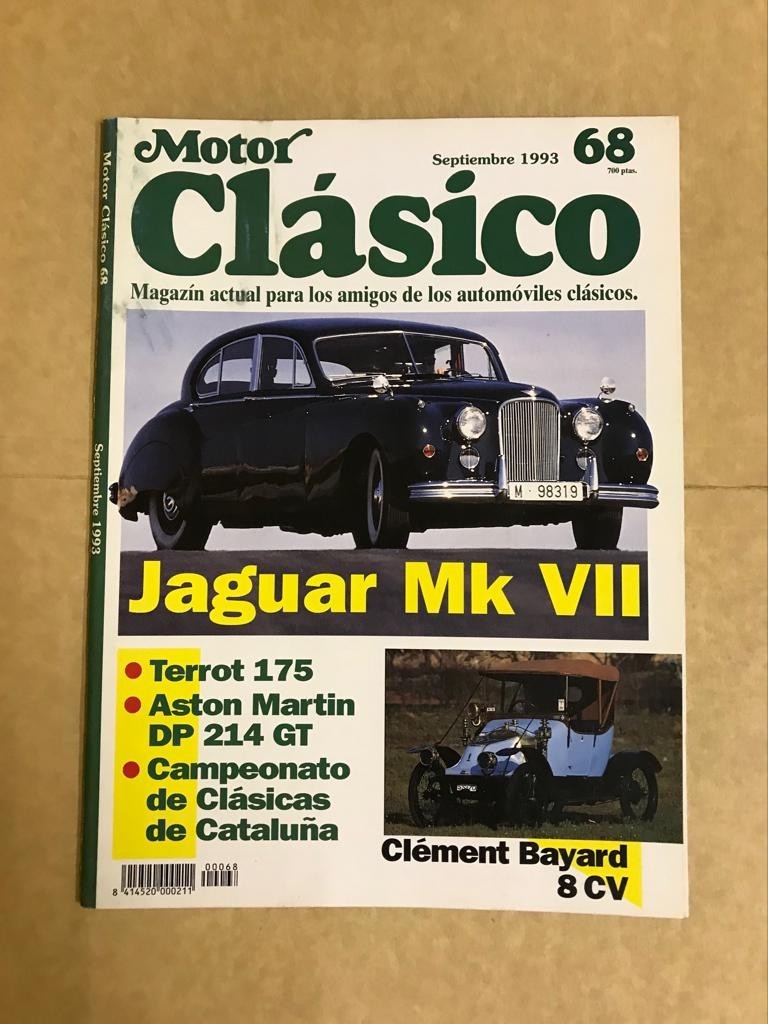 Motor Clásico 68
Septiembre 1993
Motor
Septiembre 1993
68
700 ptas.
Clásico
Magazín actual para los amigos de los automóviles clásicos.
M · 98319
Jaguar Mk VII
Terrot 175
Aston Martin
DP 214 GT
Campeonato
de Clásicas
de Cataluña
Clément Bayard
8 CV
00068
8 414520 000211